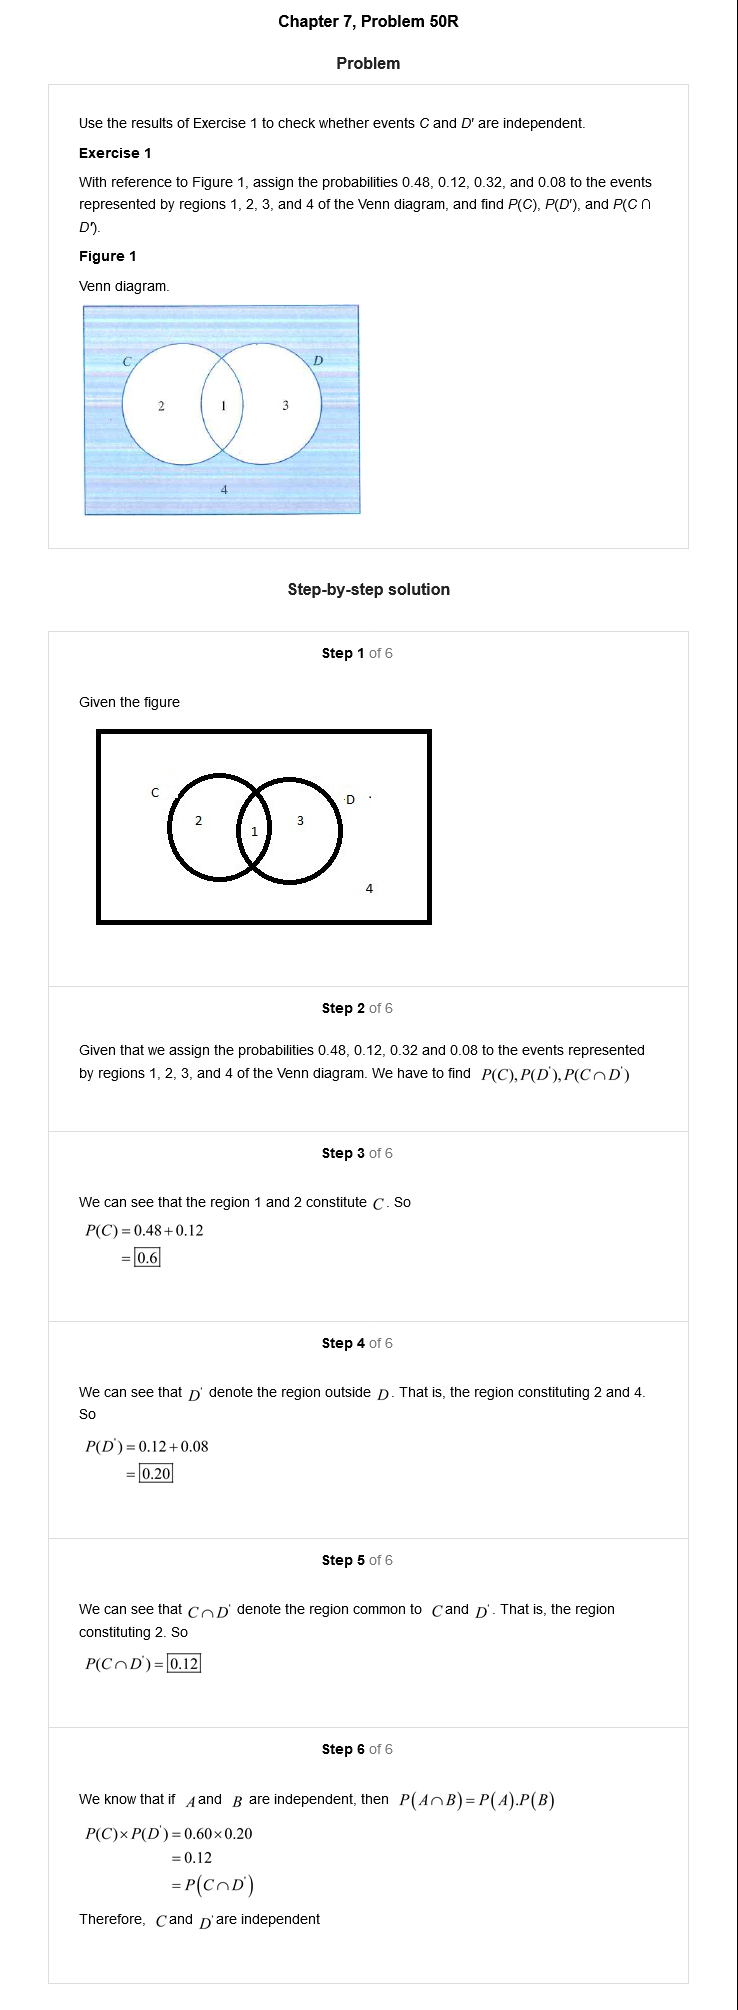 Chapter 7, Problem 50R
Problem
Use the results of Exercise 1 to check whether events C and D' are independent.
Exercise 1
With reference to Figure 1, assign the probabilities 0.48, 0.12, 0.32, and 0.08 to the events
represented by regions 1, 2, 3, and 4 of the Venn diagram, and find P(C), P(D'), and P(C ∩
D').
Figure 1
Venn diagram.
C D
2 1 3
4
Step-by-step solution
Step 1 of 6
Given the figure
C D
2 1 3
4
Step 2 of 6
Given that we assign the probabilities 0.48, 0.12, 0.32 and 0.08 to the events represented
by regions 1, 2, 3, and 4 of the Venn diagram. We have to find P(C), P(D'), P(C∩D')
Step 3 of 6
We can see that the region 1 and 2 constitute C. So
P(C) = 0.48+0.12
= 0.6
Step 4 of 6
We can see that D' denote the region outside D. That is, the region constituting 2 and 4.
So
P(D') = 0.12+0.08
= 0.20
Step 5 of 6
We can see that C∩D' denote the region common to C and D'. That is, the region
constituting 2. So
P(C∩D') = 0.12
Step 6 of 6
We know that if A and B are independent, then P(A∩B) = P(A).P(B)
P(C)×P(D') = 0.60×0.20
= 0.12
= P(C∩D')
Therefore, C and D' are independent